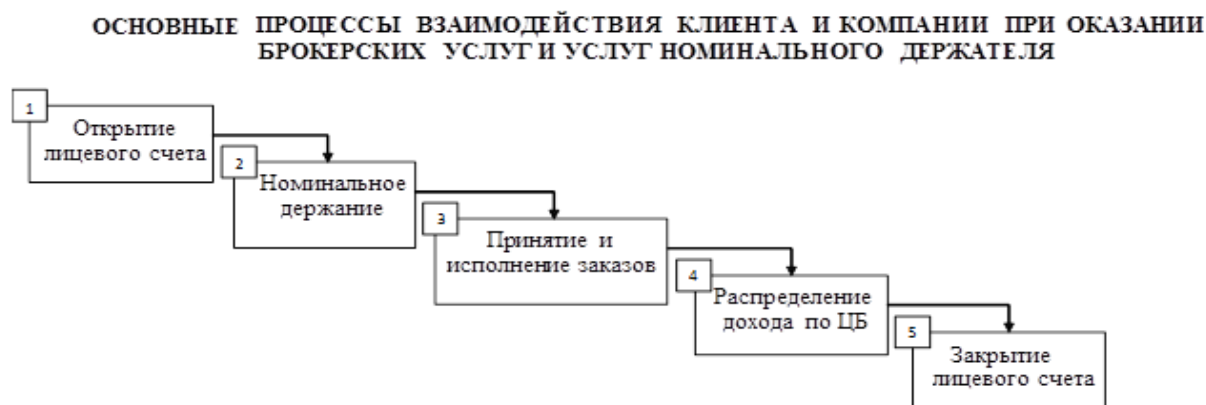 ОСНОВНЫЕ ПРОЦЕССЫ ВЗАИМОДЕЙСТВИЯ КЛИЕНТА И КОМПАНИИ ПРИ ОКАЗАНИИ
БРОКЕРСКИХ УСЛУГ И УСЛУГ НОМИНАЛЬНОГО ДЕРЖАТЕЛЯ
1
Открытие
лицевого счета
2
Номинальное
держание
3
Принятие и
исполнение заказов
4
Распределение
дохода по ЦБ
5
Закрытие
лицевого счета